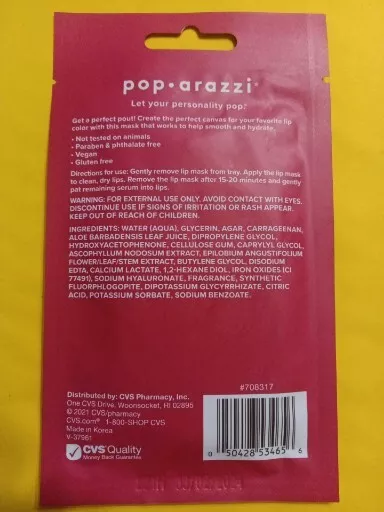 pop•arazzi®
Let your personality pop.™
Get a perfect pout! Create the perfect canvas for your favorite lip
color with this mask that works to help smooth and hydrate.
• Not tested on animals
• Paraben & phthalate free
• Vegan
• Gluten free
Directions for use: Gently remove lip mask from tray. Apply the lip mask
to clean, dry lips. Remove the lip mask after 15-20 minutes and gently
pat remaining serum into lips.
WARNING: FOR EXTERNAL USE ONLY. AVOID CONTACT WITH EYES.
DISCONTINUE USE IF SIGNS OF IRRITATION OR RASH APPEAR.
KEEP OUT OF REACH OF CHILDREN.
INGREDIENTS: WATER (AQUA), GLYCERIN, AGAR, CARRAGEENAN,
ALOE BARBADENSIS LEAF JUICE, DIPROPYLENE GLYCOL,
HYDROXYACETOPHENONE, CELLULOSE GUM, CAPRYLYL GLYCOL,
ASCOPHYLLUM NODOSUM EXTRACT, EPILOBIUM ANGUSTIFOLIUM
FLOWER/LEAF/STEM EXTRACT, BUTYLENE GLYCOL, DISODIUM
EDTA, CALCIUM LACTATE, 1,2-HEXANEDIOL, IRON OXIDES (CI
77491), SODIUM HYALURONATE, FRAGRANCE, SYNTHETIC
FLUORPHLOGOPITE, DIPOTASSIUM GLYCYRRHIZATE, CITRIC
ACID, POTASSIUM SORBATE, SODIUM BENZOATE.
#708317
Distributed by: CVS Pharmacy, Inc.
One CVS Drive, Woonsocket, RI 02895
© 2021 CVS/pharmacy
CVS.com® 1-800-SHOP CVS
Made in Korea
V-37561
CVS Quality
Money Back Guarantee
0 50428 53465 6